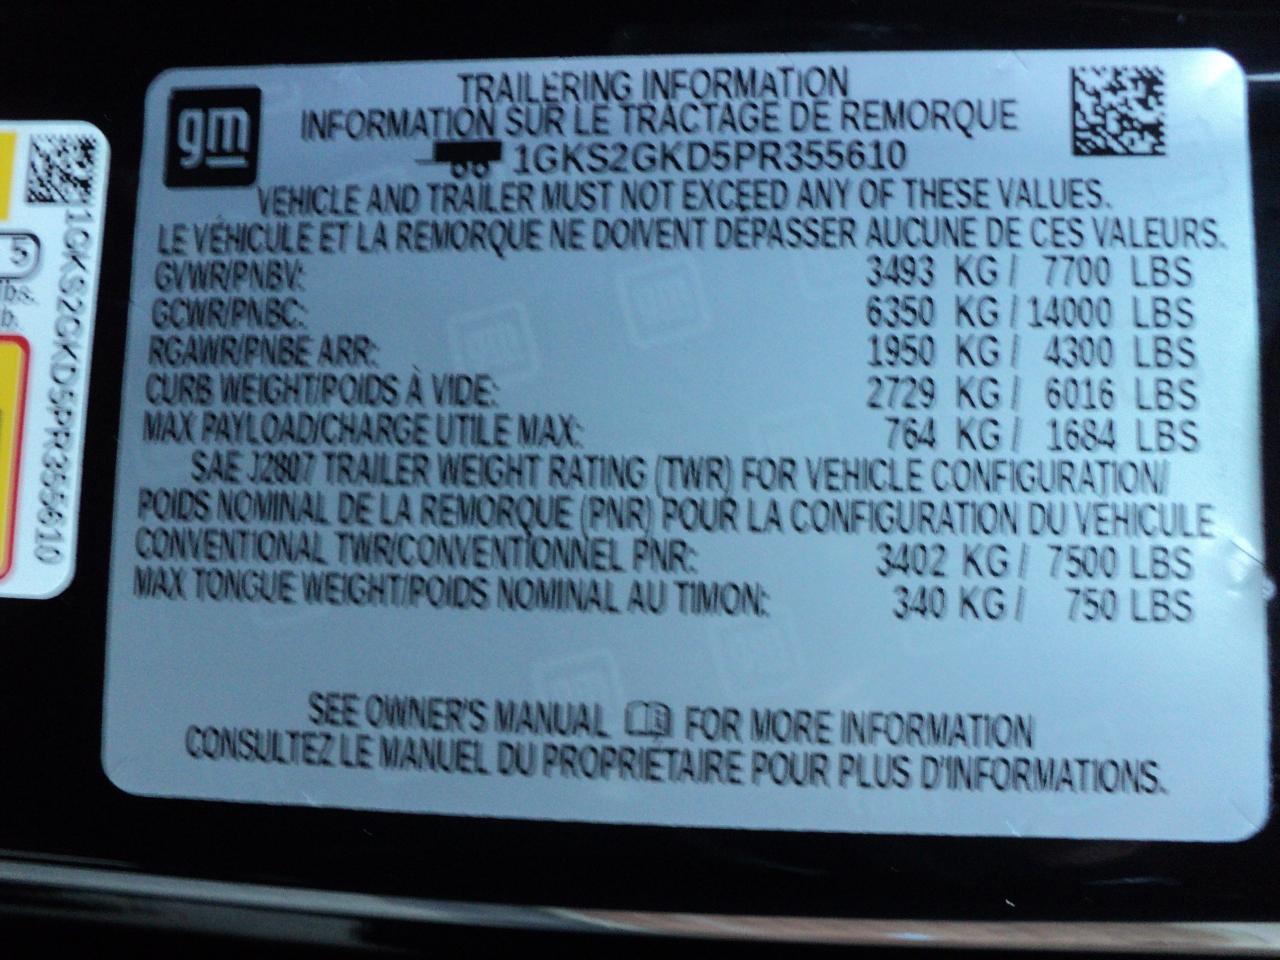 gm
TRAILERING INFORMATION
INFORMATION SUR LE TRACTAGE DE REMORQUE
1GKS2GKD5PR355610
VEHICLE AND TRAILER MUST NOT EXCEED ANY OF THESE VALUES.
LE VÉHICULE ET LA REMORQUE NE DOIVENT DÉPASSER AUCUNE DE CES VALEURS.
GVWR/PNBV: 3493 KG / 7700 LBS
GCWR/PNBC: 6350 KG / 14000 LBS
RGAWR/PNBE ARR: 1950 KG / 4300 LBS
CURB WEIGHT/POIDS À VIDE: 2729 KG / 6016 LBS
MAX PAYLOAD/CHARGE UTILE MAX: 764 KG / 1684 LBS
SAE J2807 TRAILER WEIGHT RATING (TWR) FOR VEHICLE CONFIGURATION/
POIDS NOMINAL DE LA REMORQUE (PNR) POUR LA CONFIGURATION DU VÉHICULE
CONVENTIONAL TWR/CONVENTIONNEL PNR: 3402 KG / 7500 LBS
MAX TONGUE WEIGHT/POIDS NOMINAL AU TIMON: 340 KG / 750 LBS
SEE OWNER'S MANUAL FOR MORE INFORMATION
CONSULTEZ LE MANUEL DU PROPRIÉTAIRE POUR PLUS D'INFORMATIONS.
1GKS2GKD5PR355610
5
lbs.
b.